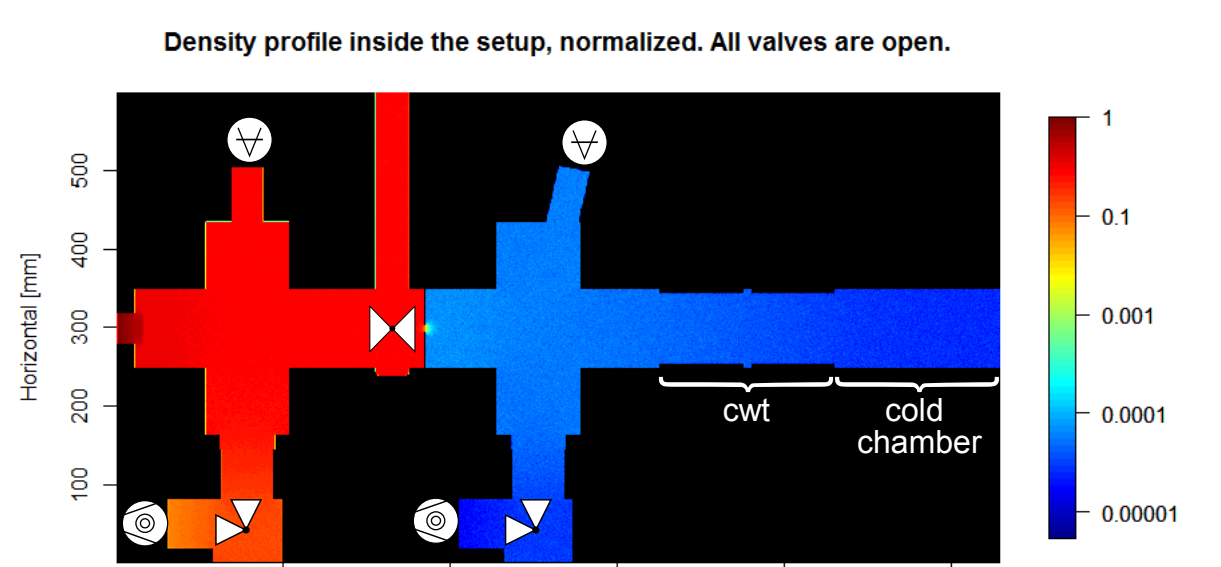 Density profile inside the setup, normalized. All valves are open.
Horizontal [mm]
500
400
300
200
100
cwt
cold
chamber
1
0.1
0.001
0.0001
0.00001